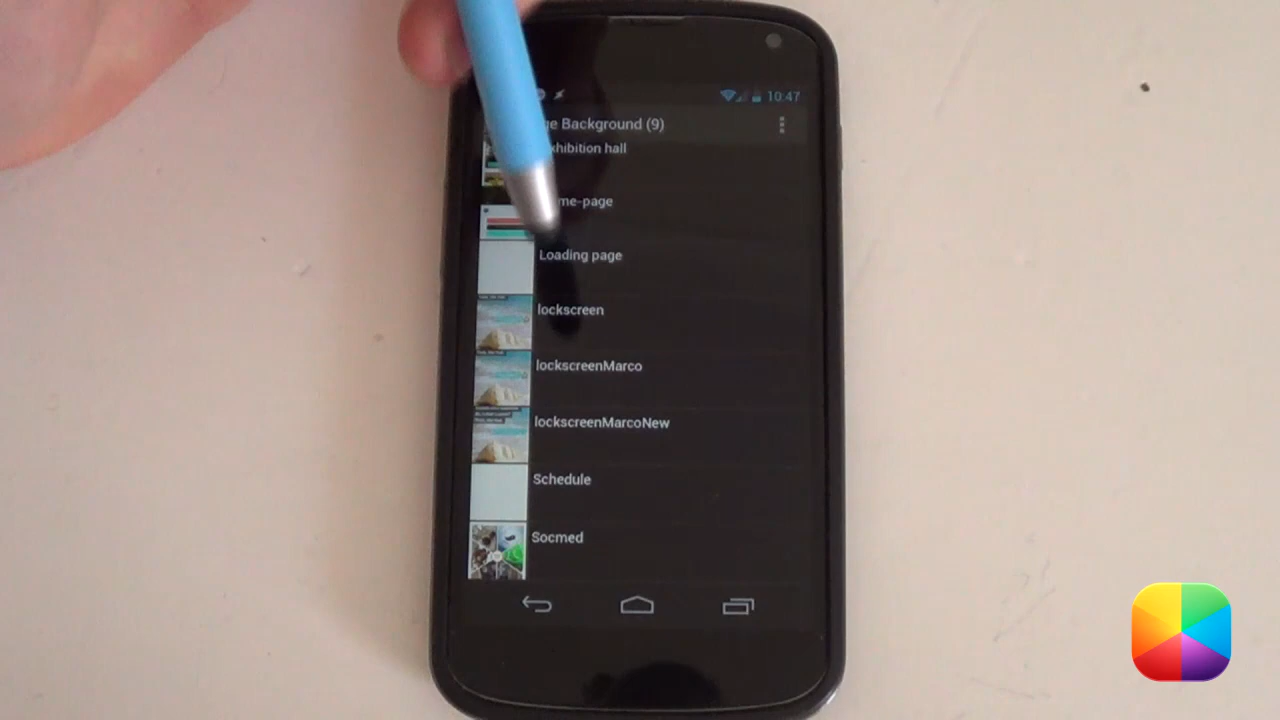 10:47
ge Background (9)
xhibition hall
me-page
Loading page
lockscreen
lockscreenMarco
lockscreenMarcoNew
Schedule
Socmed